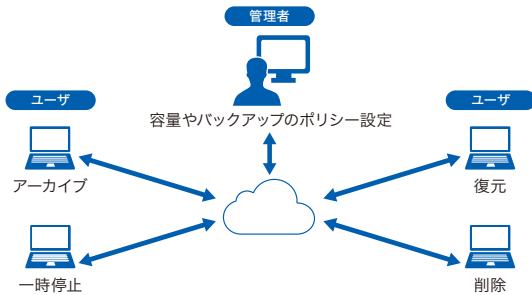 管理者
容量やバックアップのポリシー設定
ユーザ
ユーザ
アーカイブ
復元
一時停止
削除